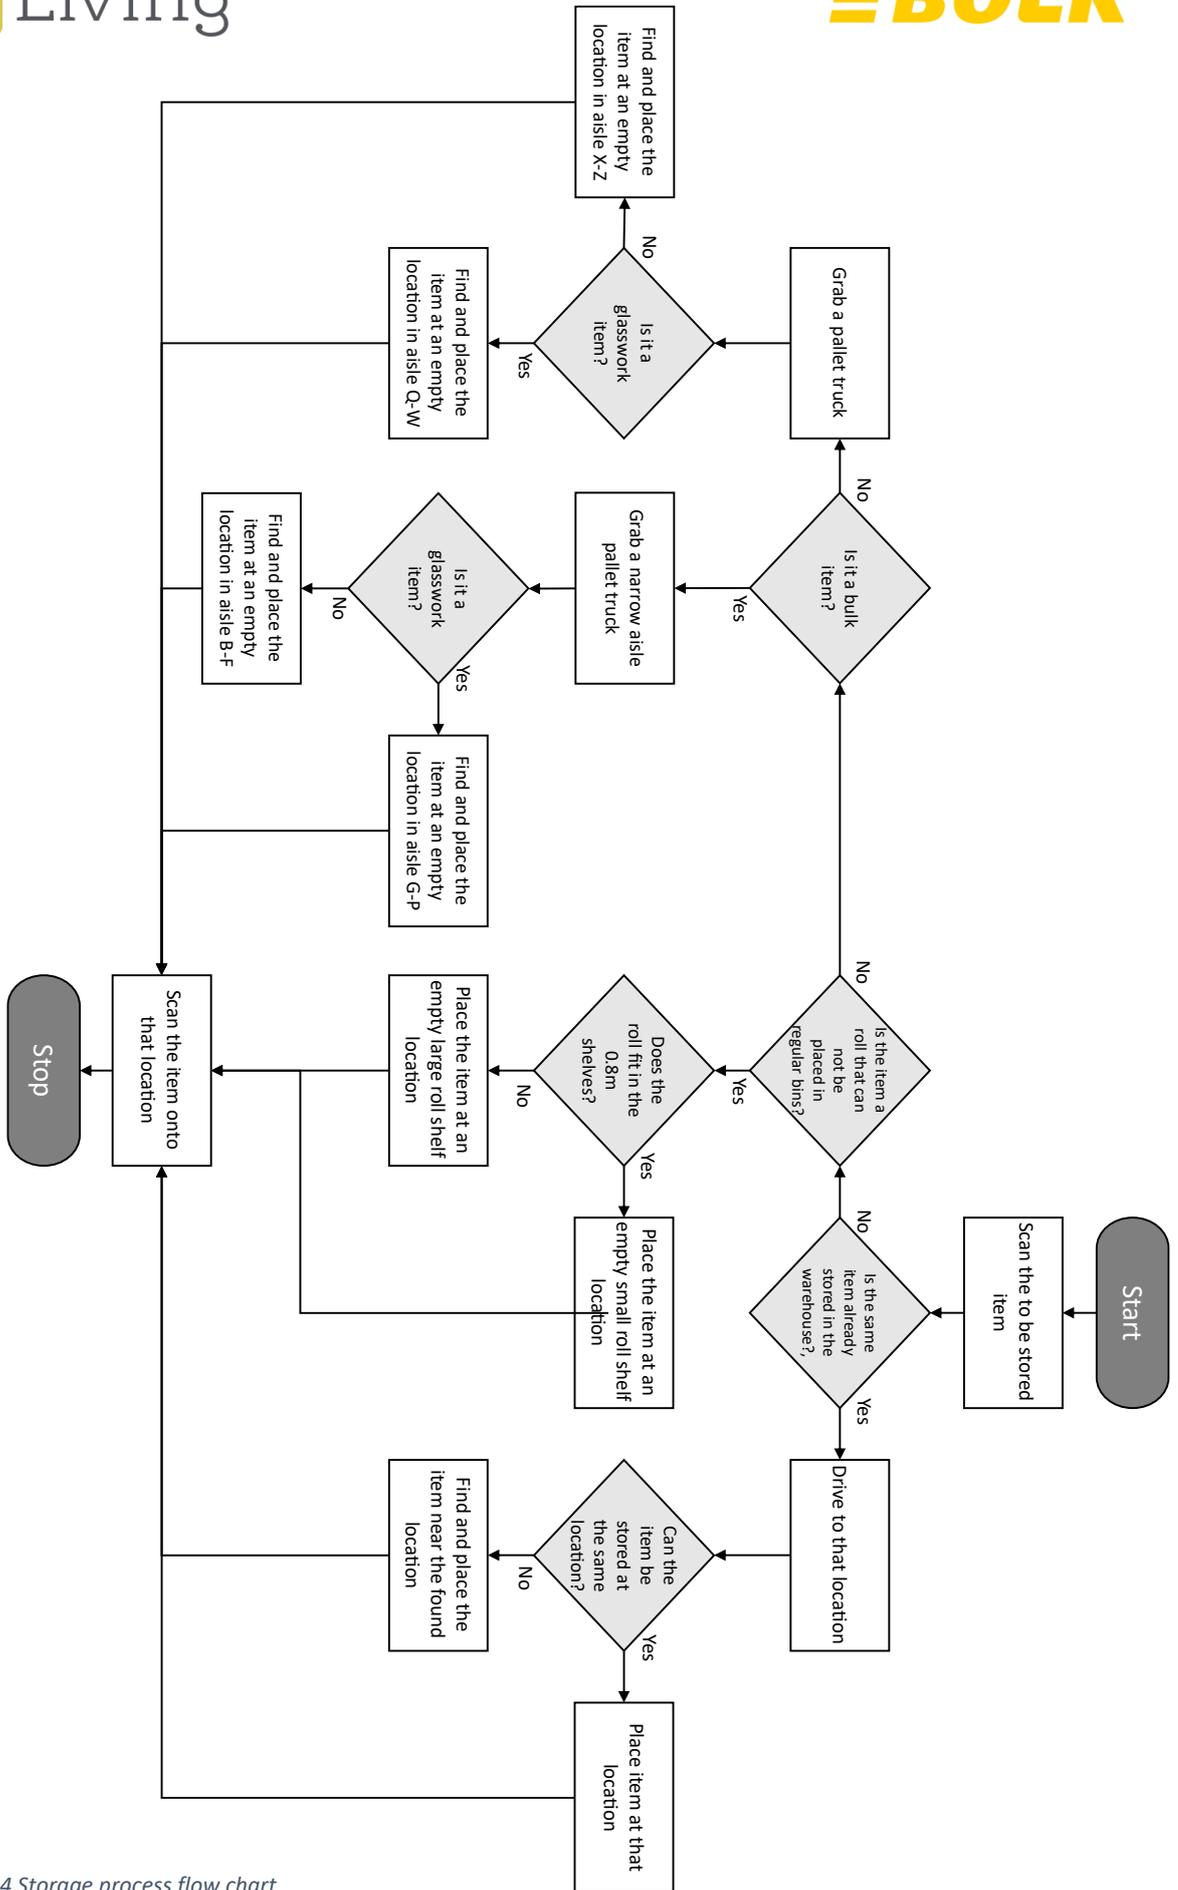 Living
BULK
Start
Scan the to be stored
item
Is the same
item already
stored in the
warehouse?,
Yes
No
Drive to that location
Can the
item be
stored at
the same
location?
Yes
No
Place item at that
location
Find and place the
item near the found
location
Is the item a
roll that can
not be
placed in
regular bins?
Yes
No
Does the
roll fit in the
0.8m
shelves?
Yes
No
Place the item at an
empty small roll shelf
location
Place the item at an
empty large roll shelf
location
Is it a bulk
item?
Yes
No
Grab a narrow aisle
pallet truck
Is it a
glasswork
item?
Yes
No
Find and place the
item at an empty
location in aisle G-P
Find and place the
item at an empty
location in aisle B-F
Grab a pallet truck
Is it a
glasswork
item?
Yes
No
Find and place the
item at an empty
location in aisle Q-W
Find and place the
item at an empty
location in aisle X-Z
Scan the item onto
that location
Stop
4 Storage process flow chart